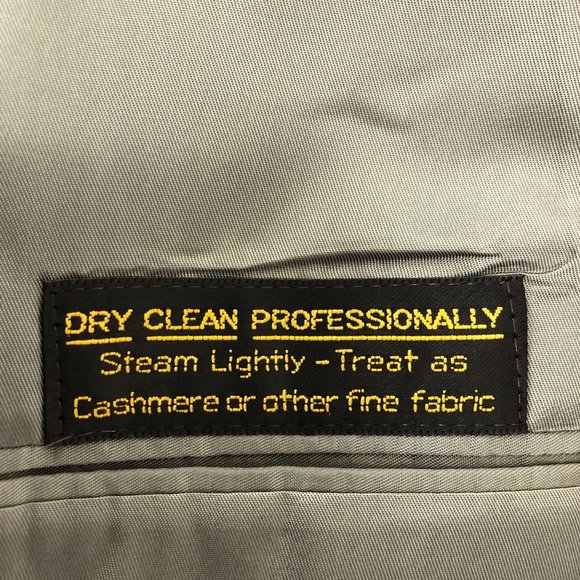 DRY CLEAN PROFESSIONALLY
Steam Lightly - Treat as
Cashmere or other fine fabric